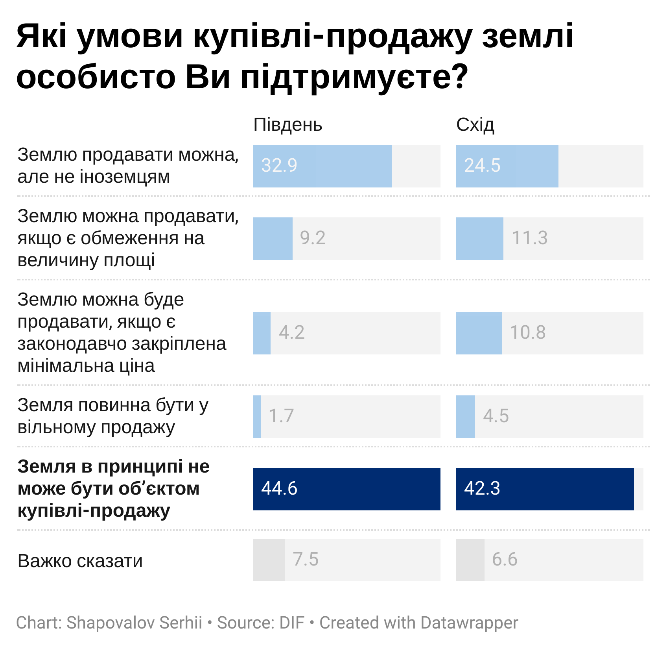 Які умови купівлі-продажу землі
особисто Ви підтримуєте?
Південь
Схід
Землю продавати можна,
але не іноземцям
32.9
24.5
Землю можна продавати,
якщо є обмеження на
величину площі
9.2
11.3
Землю можна буде
продавати, якщо є
законодавчо закріплена
мінімальна ціна
4.2
10.8
Земля повинна бути у
вільному продажу
1.7
4.5
Земля в принципі не
може бути об’єктом
купівлі-продажу
44.6
42.3
Важко сказати
7.5
6.6
Chart: Shapovalov Serhii • Source: DIF • Created with Datawrapper